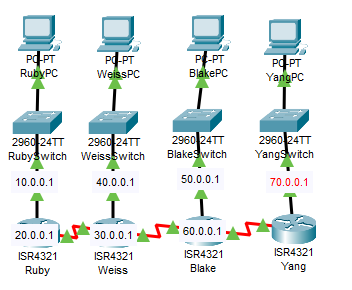 PC-PT
RubyPC
PC-PT
WeissPC
PC-PT
BlakePC
PC-PT
YangPC
2960-24TT
RubySwitch
2960-24TT
WeissSwitch
2960-24TT
BlakeSwitch
2960-24TT
YangSwitch
10.0.0.1
40.0.0.1
50.0.0.1
70.0.0.1
20.0.0.1
30.0.0.1
60.0.0.1
ISR4321
Ruby
ISR4321
Weiss
ISR4321
Blake
ISR4321
Yang